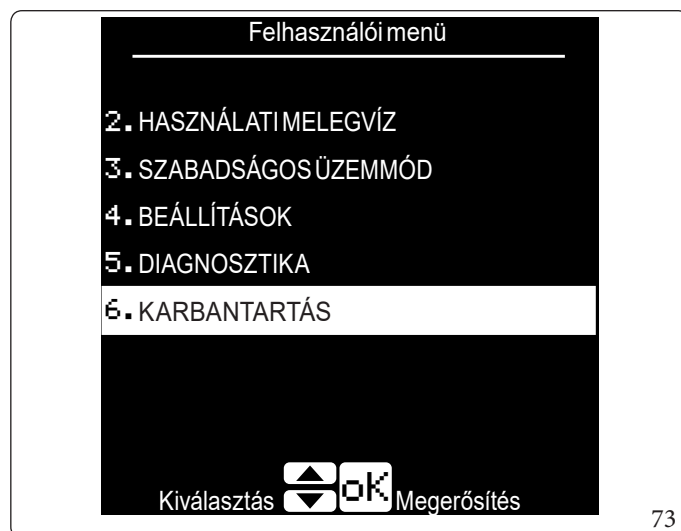 Felhasználói menü
2. HASZNÁLATI MELEGVÍZ
3. SZABADSÁGOS ÜZEMMÓD
4. BEÁLLÍTÁSOK
5. DIAGNOSZTIKA
6. KARBANTARTÁS
Kiválasztás oK Megerősítés
73